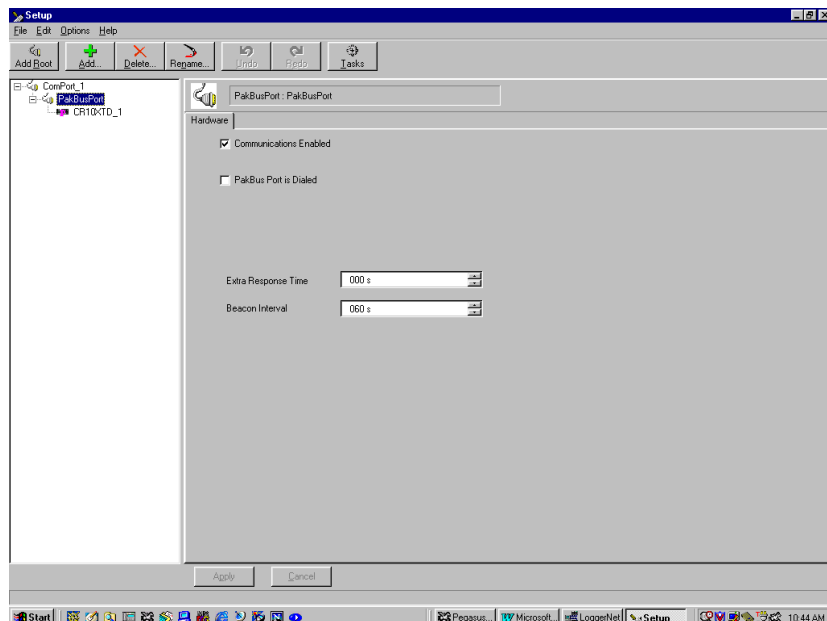 Setup
File Edit Options Help
Add Root Add... Delete... Rename... Undo Redo Tasks
ComPort_1
PakBusPort
CR10XTD_1
PakBusPort : PakBusPort
Hardware
Communications Enabled
PakBus Port is Dialed
Extra Response Time 000 s
Beacon Interval 060 s
Apply Cancel
Start Pegasus... Microsoft... LoggerNet Setup 10:44 AM